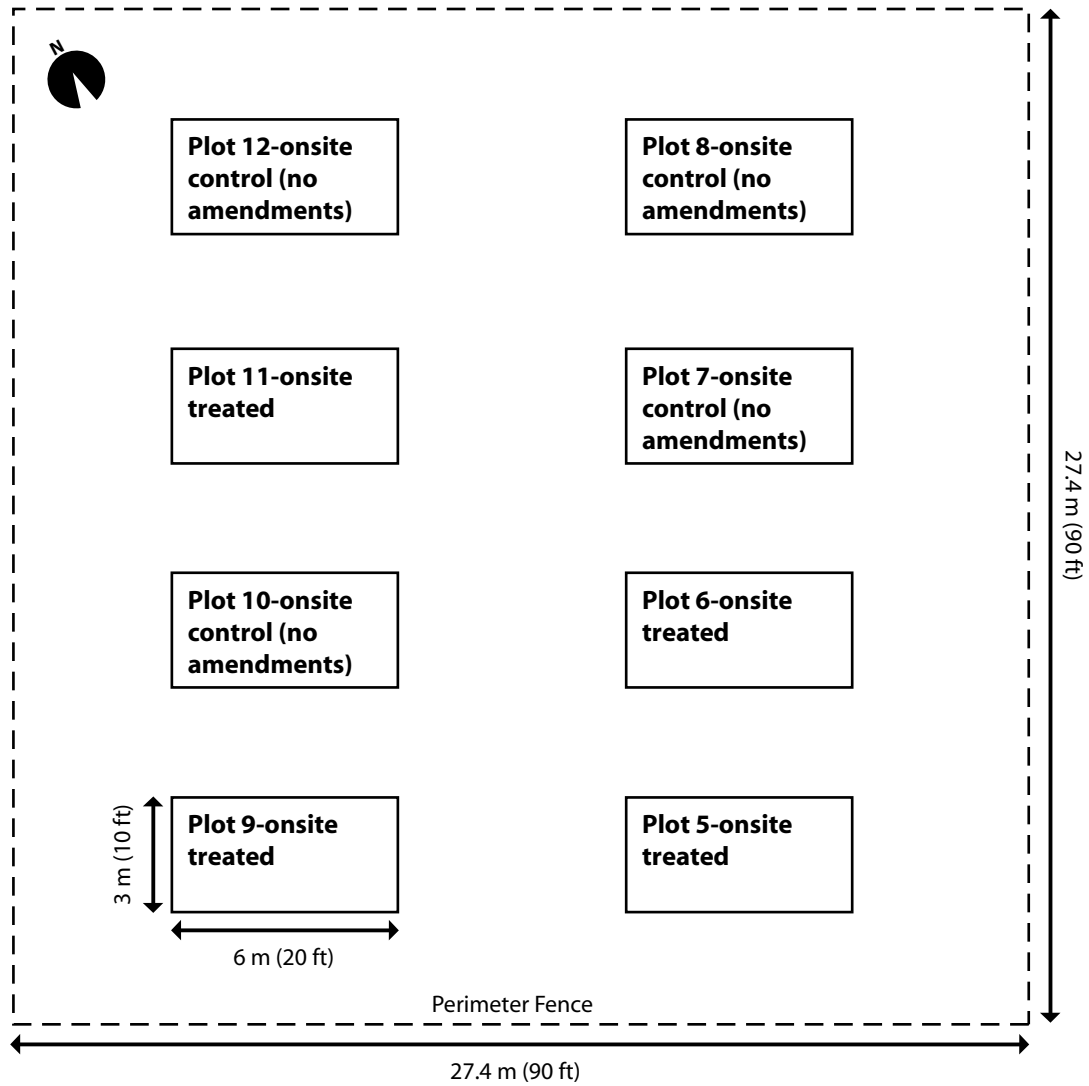 N
Plot 12-onsite
control (no
amendments)
Plot 8-onsite
control (no
amendments)
Plot 11-onsite
treated
Plot 7-onsite
control (no
amendments)
27.4 m (90 ft)
Plot 10-onsite
control (no
amendments)
Plot 6-onsite
treated
Plot 9-onsite
treated
Plot 5-onsite
treated
3 m (10 ft)
6 m (20 ft)
Perimeter Fence
27.4 m (90 ft)